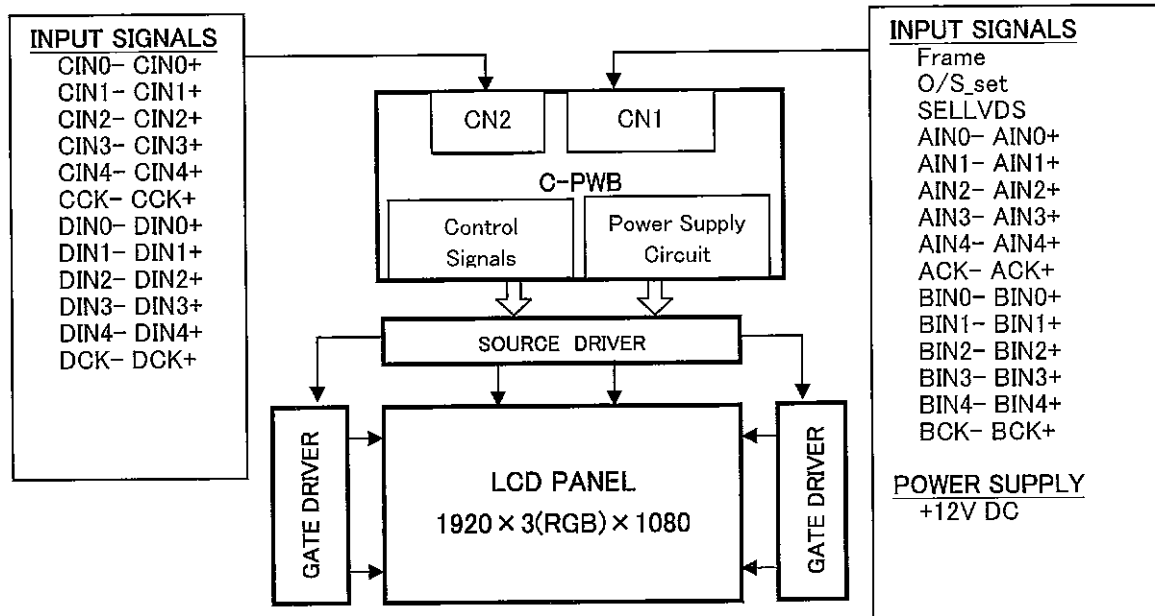 INPUT SIGNALS
CIN0- CIN0+
CIN1- CIN1+
CIN2- CIN2+
CIN3- CIN3+
CIN4- CIN4+
CCK- CCK+
DIN0- DIN0+
DIN1- DIN1+
DIN2- DIN2+
DIN3- DIN3+
DIN4- DIN4+
DCK- DCK+
CN2
CN1
C-PWB
Control
Signals
Power Supply
Circuit
SOURCE DRIVER
GATE DRIVER
LCD PANEL
1920×3(RGB)×1080
GATE DRIVER
INPUT SIGNALS
Frame
O/S_set
SELLVDS
AIN0- AIN0+
AIN1- AIN1+
AIN2- AIN2+
AIN3- AIN3+
AIN4- AIN4+
ACK- ACK+
BIN0- BIN0+
BIN1- BIN1+
BIN2- BIN2+
BIN3- BIN3+
BIN4- BIN4+
BCK- BCK+
POWER SUPPLY
+12V DC